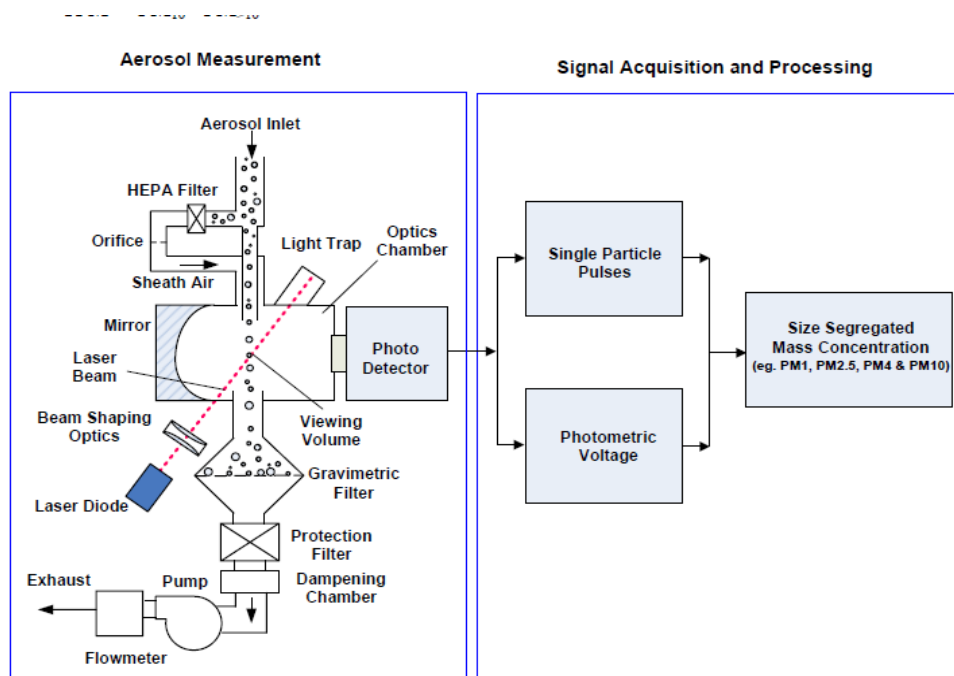 Aerosol Measurement
Signal Acquisition and Processing
Aerosol Inlet
HEPA Filter
Orifice
Light Trap
Optics
Chamber
Sheath Air
Mirror
Laser
Beam
Photo
Detector
Beam Shaping
Optics
Viewing
Volume
Gravimetric
Filter
Laser Diode
Protection
Filter
Dampening
Chamber
Exhaust
Pump
Flowmeter
Single Particle
Pulses
Photometric
Voltage
Size Segregated
Mass Concentration
(eg. PM1, PM2.5, PM4 & PM10)